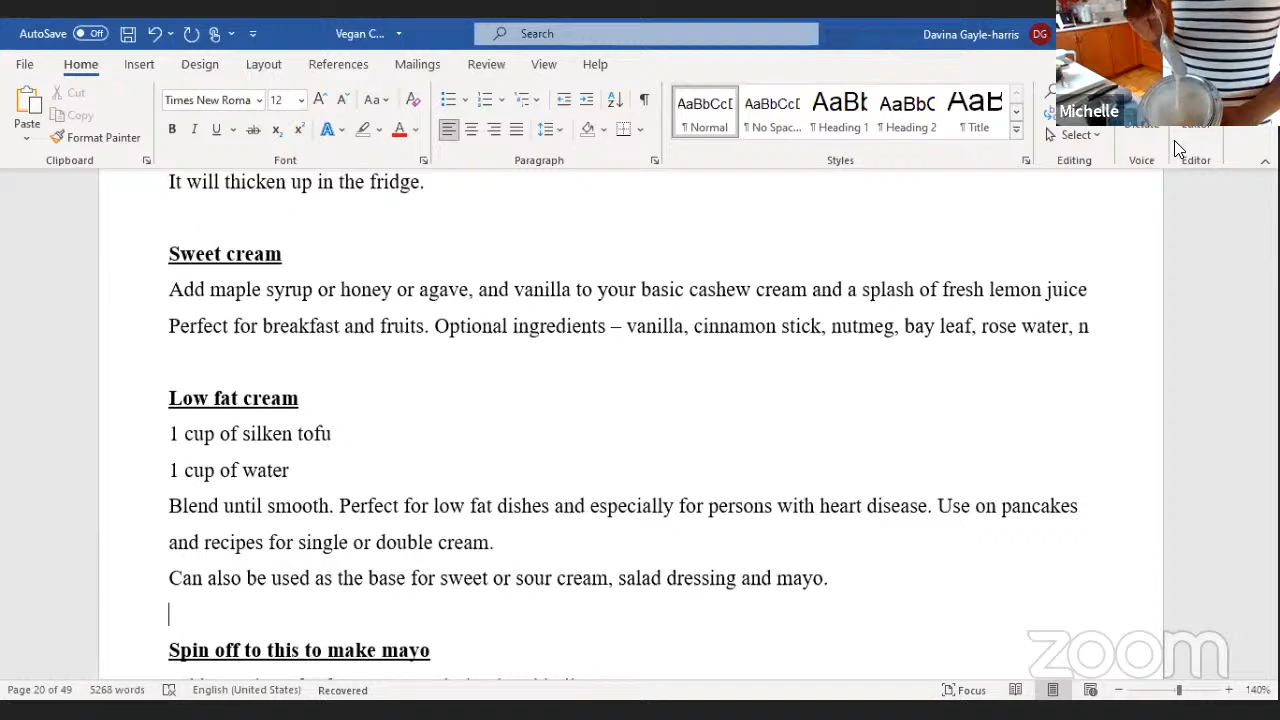 AutoSave Off Vegan C... Search Davina Gayle-harris DG
File Home Insert Design Layout References Mailings Review View Help
Paste Cut Copy Format Painter
Times New Roma 12
AaBbCcD AaBbCcD AaBb AaBbC AaB
¶ Normal ¶ No Spac... ¶ Heading 1 ¶ Heading 2 ¶ Title
Select
Michelle
Clipboard Font Paragraph Styles Editing Voice Editor
It will thicken up in the fridge.
Sweet cream
Add maple syrup or honey or agave, and vanilla to your basic cashew cream and a splash of fresh lemon juice
Perfect for breakfast and fruits. Optional ingredients – vanilla, cinnamon stick, nutmeg, bay leaf, rose water, n
Low fat cream
1 cup of silken tofu
1 cup of water
Blend until smooth. Perfect for low fat dishes and especially for persons with heart disease. Use on pancakes
and recipes for single or double cream.
Can also be used as the base for sweet or sour cream, salad dressing and mayo.
Spin off to this to make mayo
zoom
Page 20 of 49 5268 words English (United States) Recovered Focus 140%